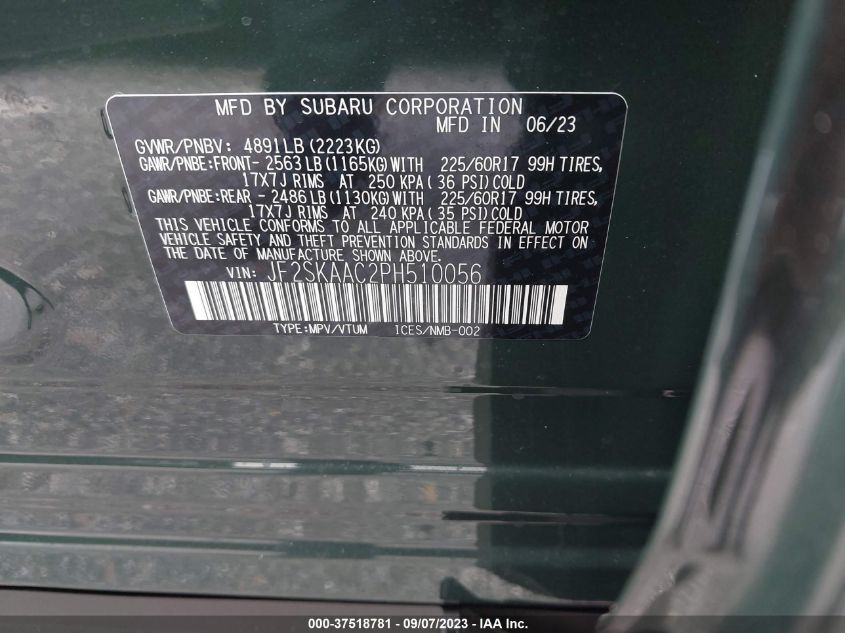 MFD BY SUBARU CORPORATION
MFD IN 06/23
GVWR/PNBV: 4891LB (2223KG)
GAWR/PNBE:FRONT- 2563 LB (1165KG) WITH 225/60R17 99H TIRES,
17X7J RIMS AT 250 KPA ( 36 PSI) COLD
GAWR/PNBE:REAR - 2486 LB (1130KG) WITH 225/60R17 99H TIRES,
17X7J RIMS AT 240 KPA ( 35 PSI) COLD
THIS VEHICLE CONFORMS TO ALL APPLICABLE FEDERAL MOTOR
VEHICLE SAFETY AND THEFT PREVENTION STANDARDS IN EFFECT ON
THE DATE OF MANUFACTURE SHOWN ABOVE.
VIN: JF2SKAAC2PH510056
TYPE:MPV/VTUM ICES/NMB-002
000-37518781 - 09/07/2023 - IAA